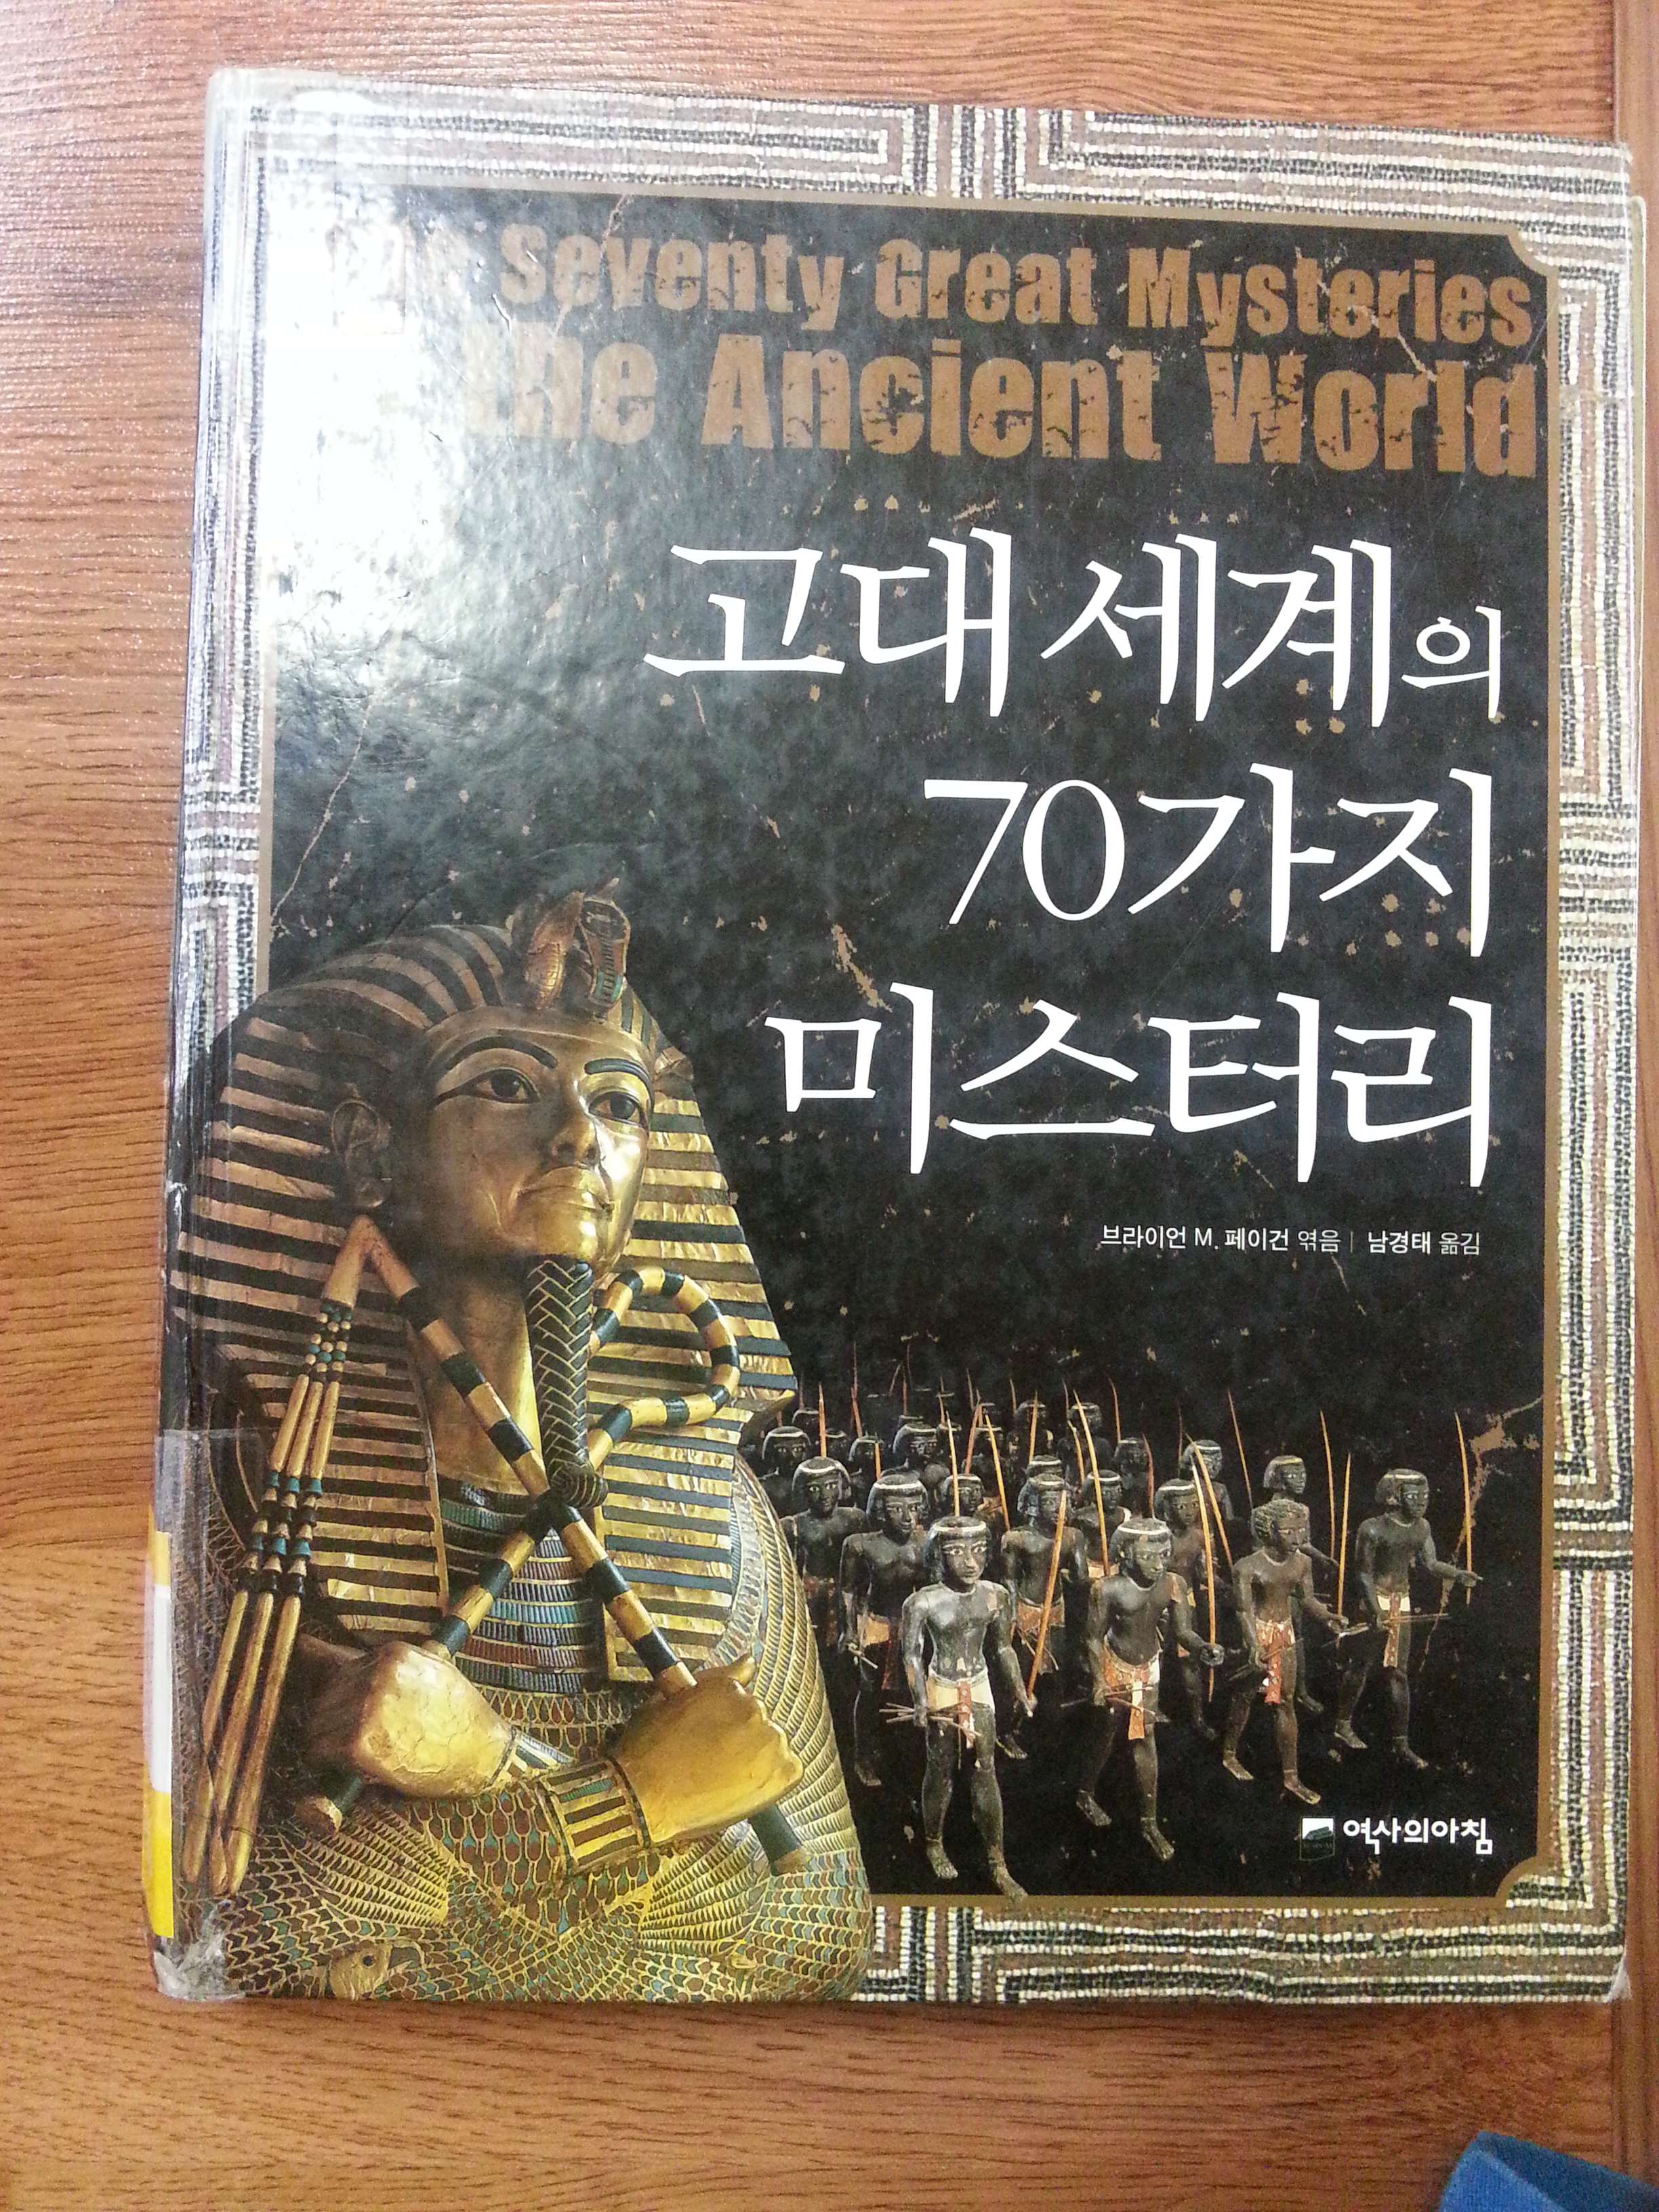 Seventy Great Mysteries
the Ancient World
고대 세계의
70가지
미스터리
브라이언 M. 페이건 엮음 | 남경태 옮김
역사의아침